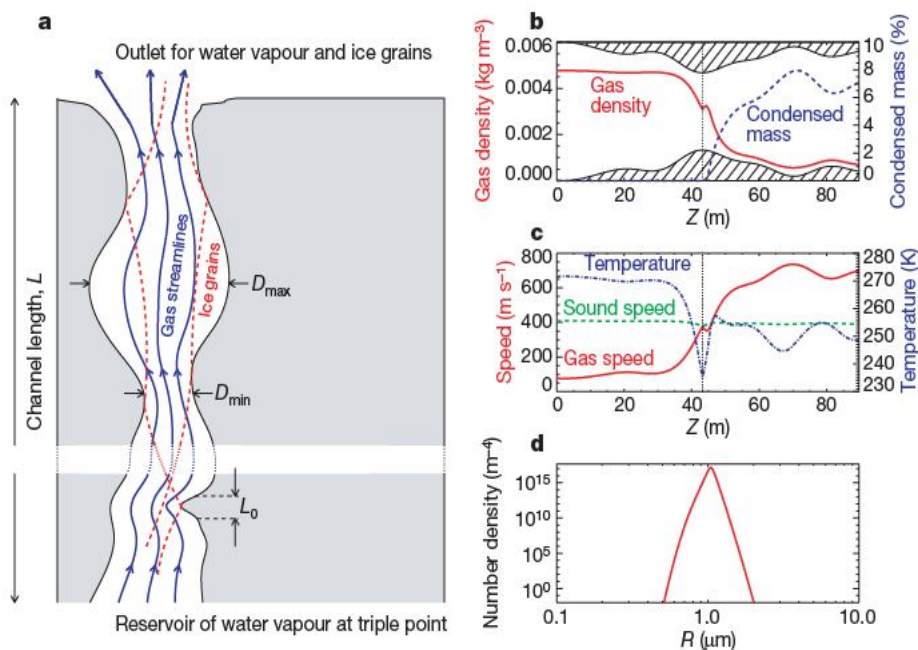 a
Outlet for water vapour and ice grains
Channel length, L
Gas streamlines
Ice grains
Dmax
Dmin
L0
Reservoir of water vapour at triple point
b
Gas density (kg m⁻³)
0.006
0.004
0.002
0.000
Gas
density
Condensed
mass
10
8
6
4
2
0
Condensed mass (%)
0 20 40 60 80
Z (m)
c
Speed (m s⁻¹)
800
600
400
200
0
Temperature
Sound speed
Gas speed
280
270
260
250
240
230
Temperature (K)
0 20 40 60 80
Z (m)
d
Number density (m⁻⁴)
10¹⁵
10¹⁰
10⁵
10⁰
0.1 1.0 10.0
R (μm)